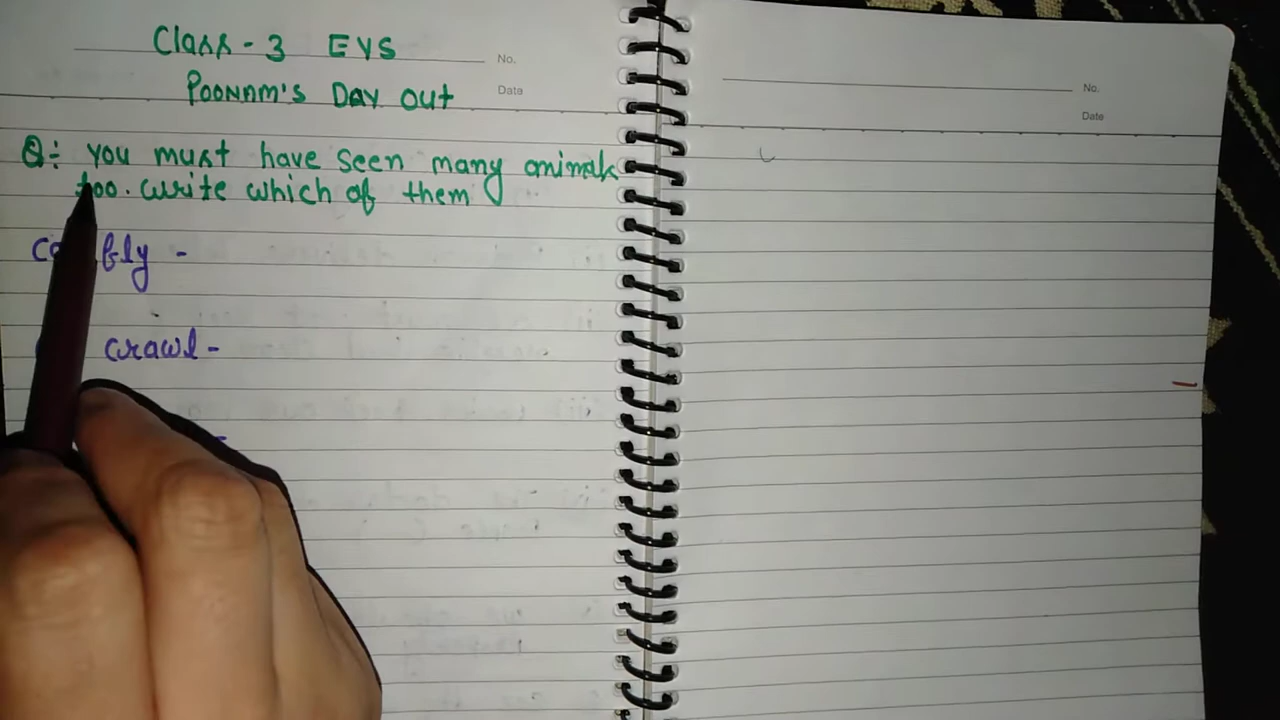 Class - 3 EVS
No.
POONAM'S DAY OUT
Date
Q÷ you must have seen many animals
too. write which of them
fly -
crawl -
No.
Date